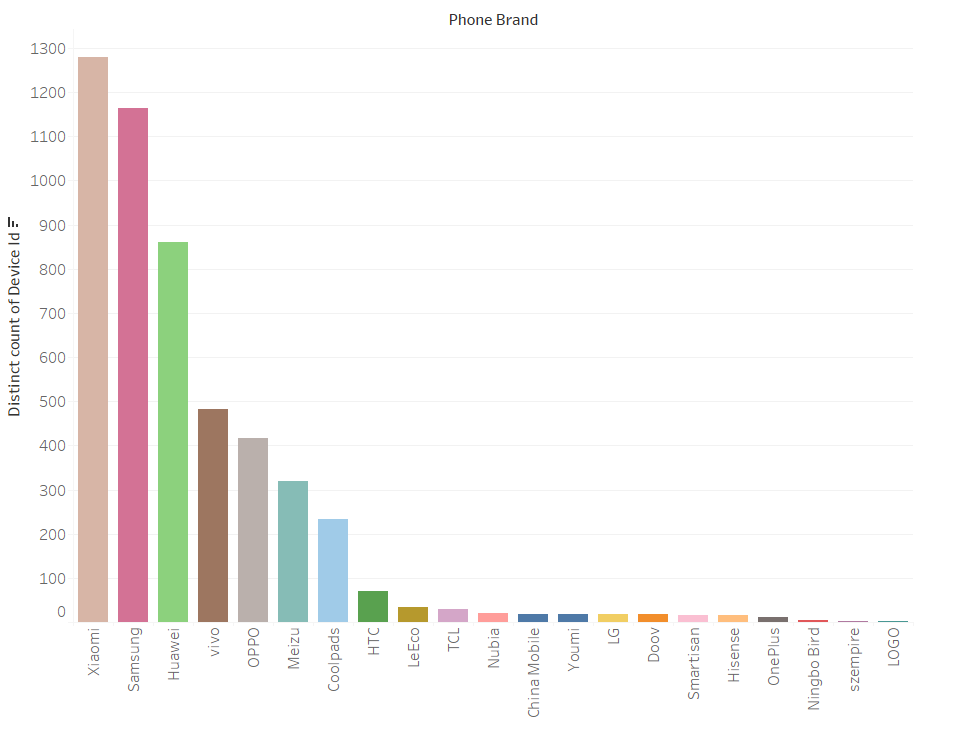 Phone Brand
1300
1200
1100
1000
900
800
700
600
500
400
300
200
100
0
Distinct count of Device Id
Xiaomi
Samsung
Huawei
vivo
OPPO
Meizu
Coolpads
HTC
LeEco
TCL
Nubia
China Mobile
Youmi
LG
Doov
Smartisan
Hisense
OnePlus
Ningbo Bird
szempire
LOGO